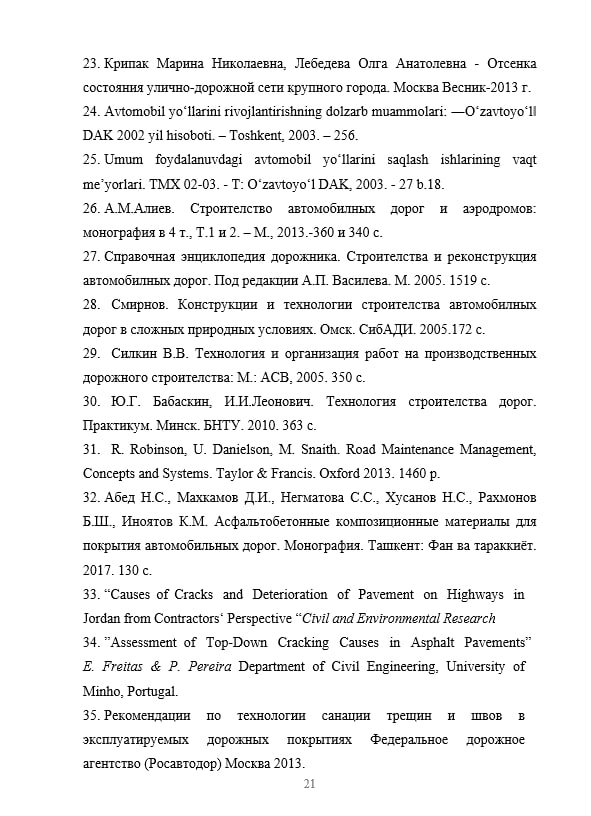 23. Крипак Марина Николаевна, Лебедева Олга Анатолевна - Отсенка
состояния улично-дорожной сети крупного города. Москва Весник-2013 г.
24. Avtomobil yo‘llarini rivojlantirishning dolzarb muammolari: ―O‘zavtoyo‘l‖
DAK 2002 yil hisoboti. – Toshkent, 2003. – 256.
25. Umum foydalanuvdagi avtomobil yo‘llarini saqlash ishlarining vaqt
me’yorlari. TMX 02-03. - T: O‘zavtoyo‘l DAK, 2003. - 27 b.18.
26. А.М.Алиев. Строителство автомобилных дорог и аэродромов:
монография в 4 т., Т.1 и 2. – М., 2013.-360 и 340 с.
27. Справочная энциклопедия дорожника. Строителства и реконструкция
автомобилных дорог. Под редакции А.П. Василева. М. 2005. 1519 с.
28. Смирнов. Конструкции и технологии строителства автомобилных
дорог в сложных природных условиях. Омск. СибАДИ. 2005.172 с.
29. Силкин В.В. Технология и организация работ на производственных
дорожного строителства: М.: АСВ, 2005. 350 с.
30. Ю.Г. Бабаскин, И.И.Леонович. Технология строителства дорог.
Практикум. Минск. БНТУ. 2010. 363 с.
31. R. Robinson, U. Danielson, M. Snaith. Road Maintenance Management,
Concepts and Systems. Taylor & Francis. Oxford 2013. 1460 p.
32. Абед Н.С., Махкамов Д.И., Негматова С.С., Хусанов Н.С., Рахмонов
Б.Ш., Иноятов К.М. Асфальтобетонные композиционные материалы для
покрытия автомобильных дорог. Монография. Ташкент: Фан ва тараккиёт.
2017. 130 с.
33. “Causes of Cracks and Deterioration of Pavement on Highways in
Jordan from Contractors‘ Perspective “Civil and Environmental Research
34. ”Assessment of Top-Down Cracking Causes in Asphalt Pavements”
E. Freitas & P. Pereira Department of Civil Engineering, University of
Minho, Portugal.
35. Рекомендации по технологии санации трещин и швов в
эксплуатируемых дорожных покрытиях Федеральное дорожное
агентство (Росавтодор) Москва 2013.
21